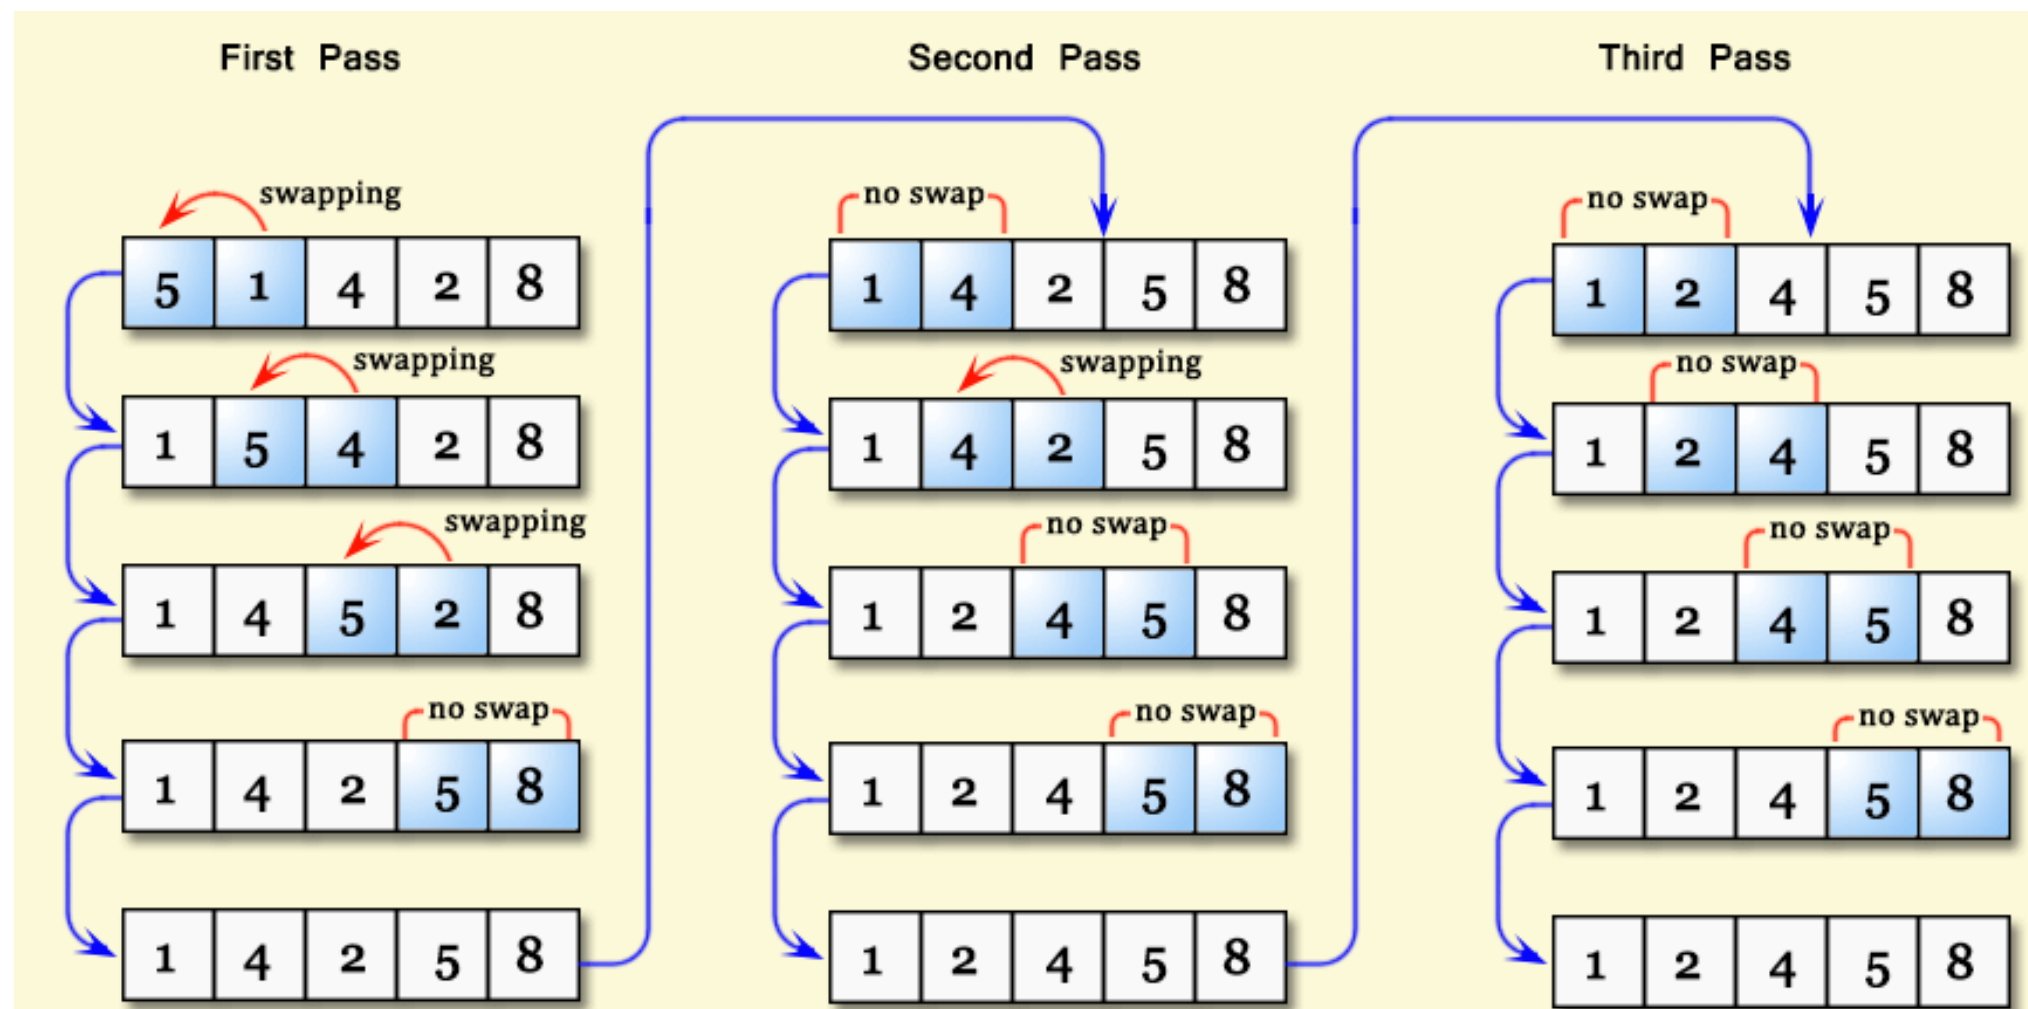 First Pass
swapping
5 1 4 2 8
swapping
1 5 4 2 8
swapping
1 4 5 2 8
no swap
1 4 2 5 8
1 4 2 5 8
Second Pass
no swap
1 4 2 5 8
swapping
1 4 2 5 8
no swap
1 2 4 5 8
no swap
1 2 4 5 8
1 2 4 5 8
Third Pass
no swap
1 2 4 5 8
no swap
1 2 4 5 8
no swap
1 2 4 5 8
no swap
1 2 4 5 8
1 2 4 5 8